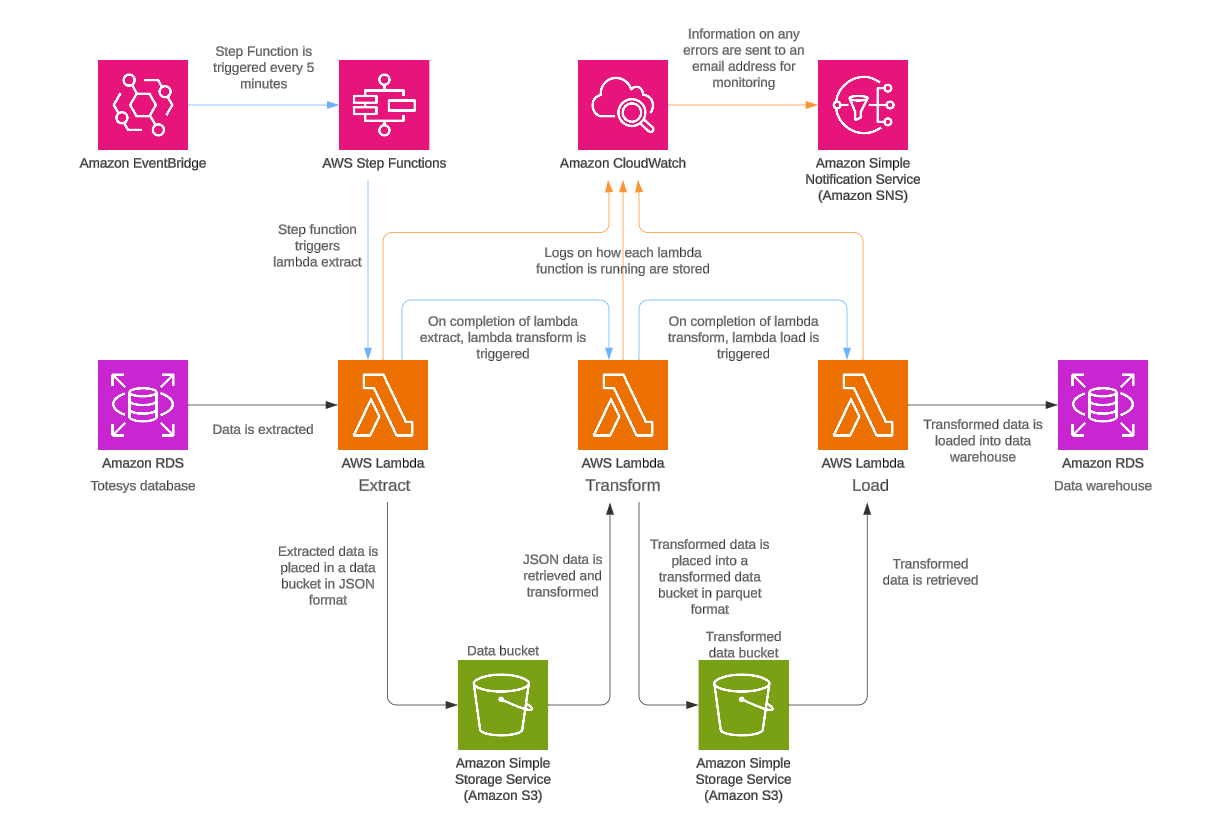 Step Function is
triggered every 5
minutes
Information on any
errors are sent to an
email address for
monitoring
Amazon EventBridge
AWS Step Functions
Amazon CloudWatch
Amazon Simple
Notification Service
(Amazon SNS)
Step function
triggers
lambda extract
Logs on how each lambda
function is running are stored
On completion of lambda
extract, lambda transform is
triggered
On completion of lambda
transform, lambda load is
triggered
Data is extracted
Transformed data is
loaded into data
warehouse
Amazon RDS
Totesys database
AWS Lambda
Extract
AWS Lambda
Transform
AWS Lambda
Load
Amazon RDS
Data warehouse
Extracted data is
placed in a data
bucket in JSON
format
JSON data is
retrieved and
transformed
Transformed data is
placed into a
transformed data
bucket in parquet
format
Transformed
data is retrieved
Data bucket
Transformed
data bucket
Amazon Simple
Storage Service
(Amazon S3)
Amazon Simple
Storage Service
(Amazon S3)